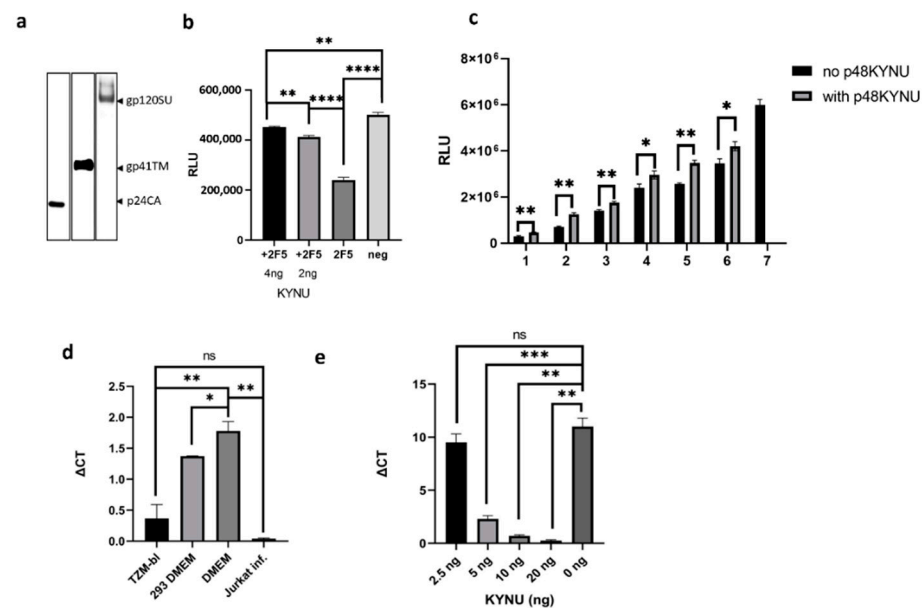 a
gp120SU
gp41TM
p24CA
b
**
** **** ****
600,000
400,000
200,000
0
RLU
+2F5 +2F5 2F5 neg
4ng 2ng
KYNU
c
8×10⁶
6×10⁶
4×10⁶
2×10⁶
0
RLU
** ** ** * ** *
1 2 3 4 5 6 7
no p48KYNU
with p48KYNU
d
ns
**
* **
2.5
2.0
1.5
1.0
0.5
0.0
ΔCT
TZM-bl 293 DMEM DMEM Jurkat inf.
e
ns
***
**
**
15
10
5
0
ΔCT
2.5 ng 5 ng 10 ng 20 ng 0 ng
KYNU (ng)